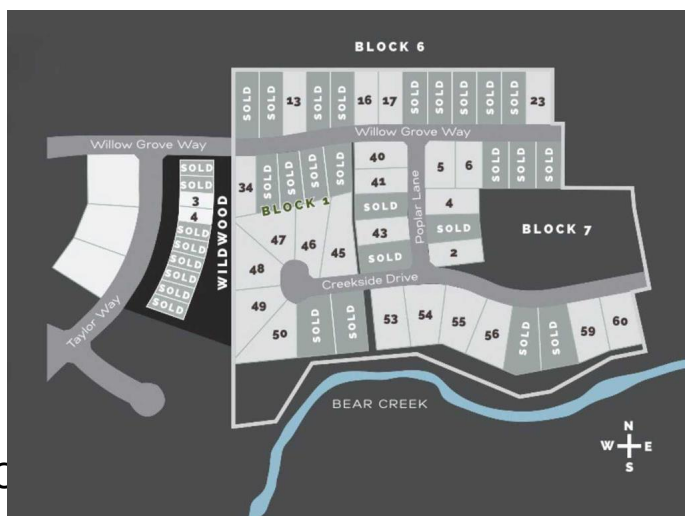 BLOCK 6
SOLD
SOLD
13
SOLD
SOLD
16
17
SOLD
SOLD
SOLD
SOLD
SOLD
23
Willow Grove Way
Willow Grove Way
SOLD
SOLD
3
4
SOLD
SOLD
SOLD
SOLD
SOLD
SOLD
WILDWOOD
34
SOLD
SOLD
SOLD
SOLD
BLOCK 1
40
41
SOLD
43
SOLD
Poplar Lane
5
6
SOLD
SOLD
SOLD
4
SOLD
2
BLOCK 7
47
46
45
48
49
50
SOLD
SOLD
Creekside Drive
53
54
55
56
SOLD
SOLD
59
60
Taylor Way
BEAR CREEK
N
W
E
S